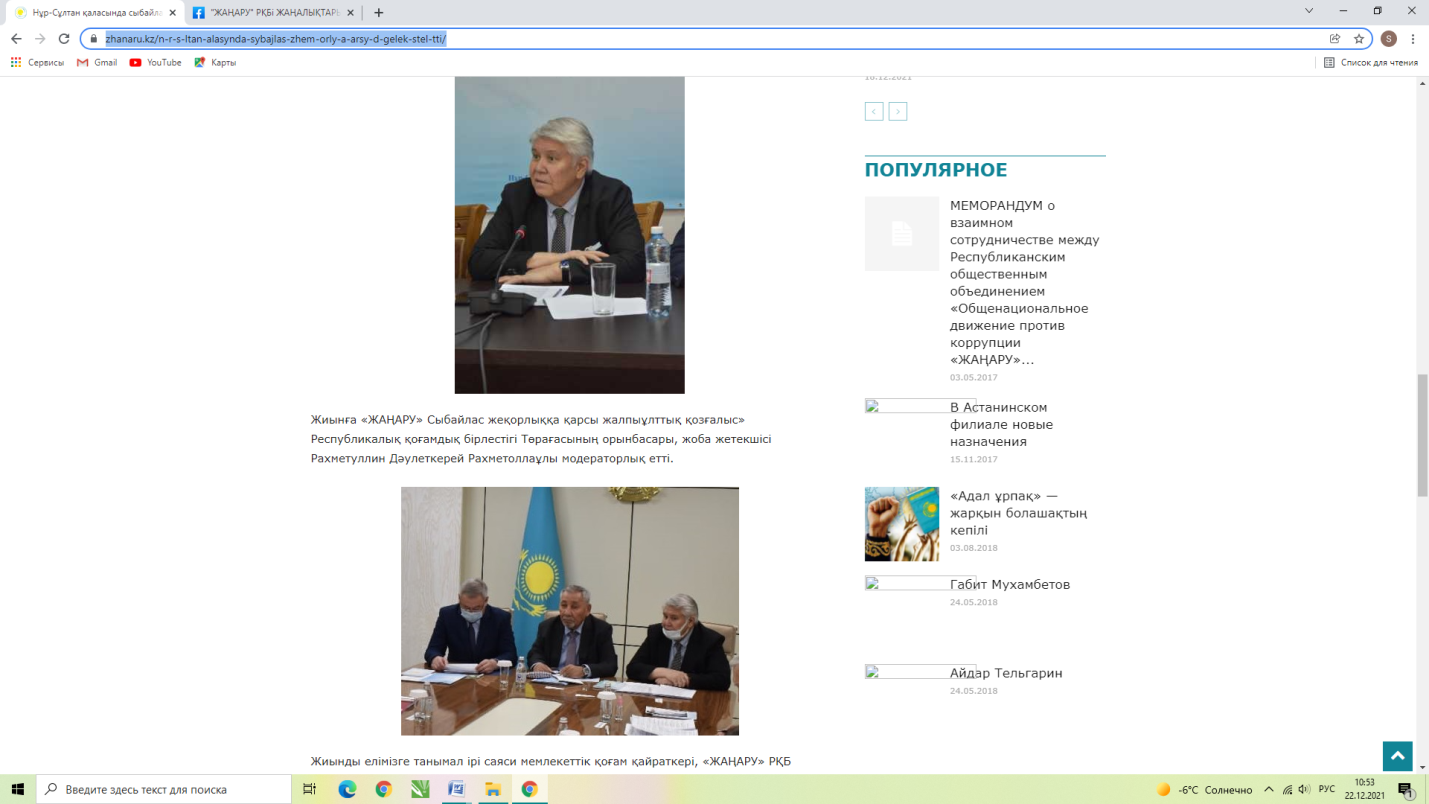 Нұр-Сұлтан қаласында сыбайла
"ЖАҢАРУ" РҚБі ЖАҢАЛЫҚТАРЫ
zhanaru.kz/n-r-s-ltan-alasynda-sybajlas-zhem-orly-a-arsy-d-gelek-stel-tti/
S
Сервисы
Gmail
YouTube
Карты
Список для чтения
16.12.2021
ПОПУЛЯРНОЕ
МЕМОРАНДУМ о
взаимном
сотрудничестве между
Республиканским
общественным
объединением
«Общенациональное
движение против
коррупции
«ЖАҢАРУ»...
03.05.2017
В Астанинском
филиале новые
назначения
15.11.2017
«Адал ұрпақ» —
жарқын болашақтың
кепілі
03.08.2018
Габит Мухамбетов
24.05.2018
Айдар Тельгарин
24.05.2018
Жиынға «ЖАҢАРУ» Сыбайлас жеқорлыққа қарсы жалпыұлттық қозғалыс»
Республикалық қоғамдық бірлестігі Төрағасының орынбасары, жоба жетекшісі
Рахметуллин Дәулеткерей Рахметоллаұлы модераторлық етті.
Жиынды елімізге танымал ірі саяси мемлекеттік қоғам қайраткері, «ЖАҢАРУ» РҚБ
Введите здесь текст для поиска
-6°C Солнечно
РУС
10:53
22.12.2021
1